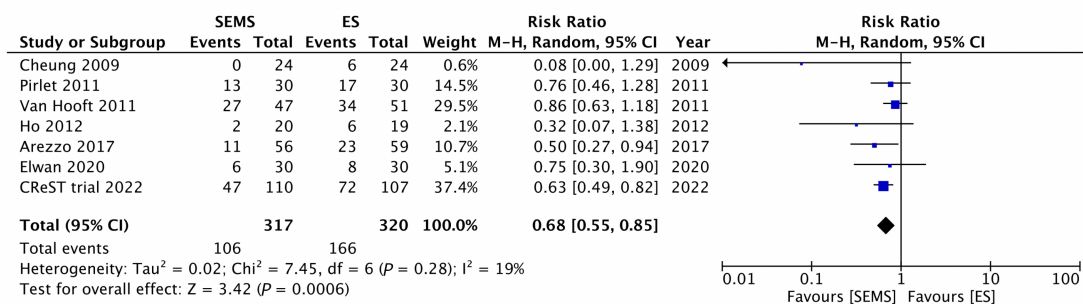 SEMS ES Risk Ratio Risk Ratio
Study or Subgroup Events Total Events Total Weight M-H, Random, 95% CI Year M-H, Random, 95% CI
Cheung 2009 0 24 6 24 0.6% 0.08 [0.00, 1.29] 2009
Pirlet 2011 13 30 17 30 14.5% 0.76 [0.46, 1.28] 2011
Van Hooft 2011 27 47 34 51 29.5% 0.86 [0.63, 1.18] 2011
Ho 2012 2 20 6 19 2.1% 0.32 [0.07, 1.38] 2012
Arezzo 2017 11 56 23 59 10.7% 0.50 [0.27, 0.94] 2017
Elwan 2020 6 30 8 30 5.1% 0.75 [0.30, 1.90] 2020
CReST trial 2022 47 110 72 107 37.4% 0.63 [0.49, 0.82] 2022
Total (95% CI) 317 320 100.0% 0.68 [0.55, 0.85]
Total events 106 166
Heterogeneity: Tau² = 0.02; Chi² = 7.45, df = 6 (P = 0.28); I² = 19%
Test for overall effect: Z = 3.42 (P = 0.0006)
0.01 0.1 1 10 100
Favours [SEMS] Favours [ES]